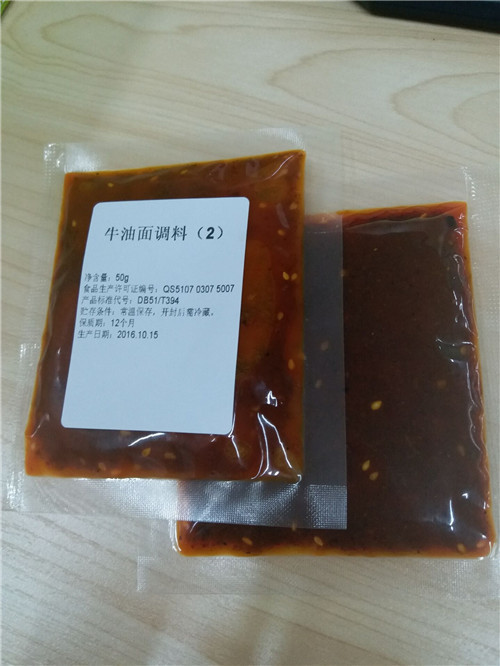 牛油面调料（2）
净含量：50g
食品生产许可证编号：QS5107 0307 5007
产品标准代号：DB51/T394
贮存条件：常温保存，开封后需冷藏。
保质期：12个月
生产日期：2016.10.15